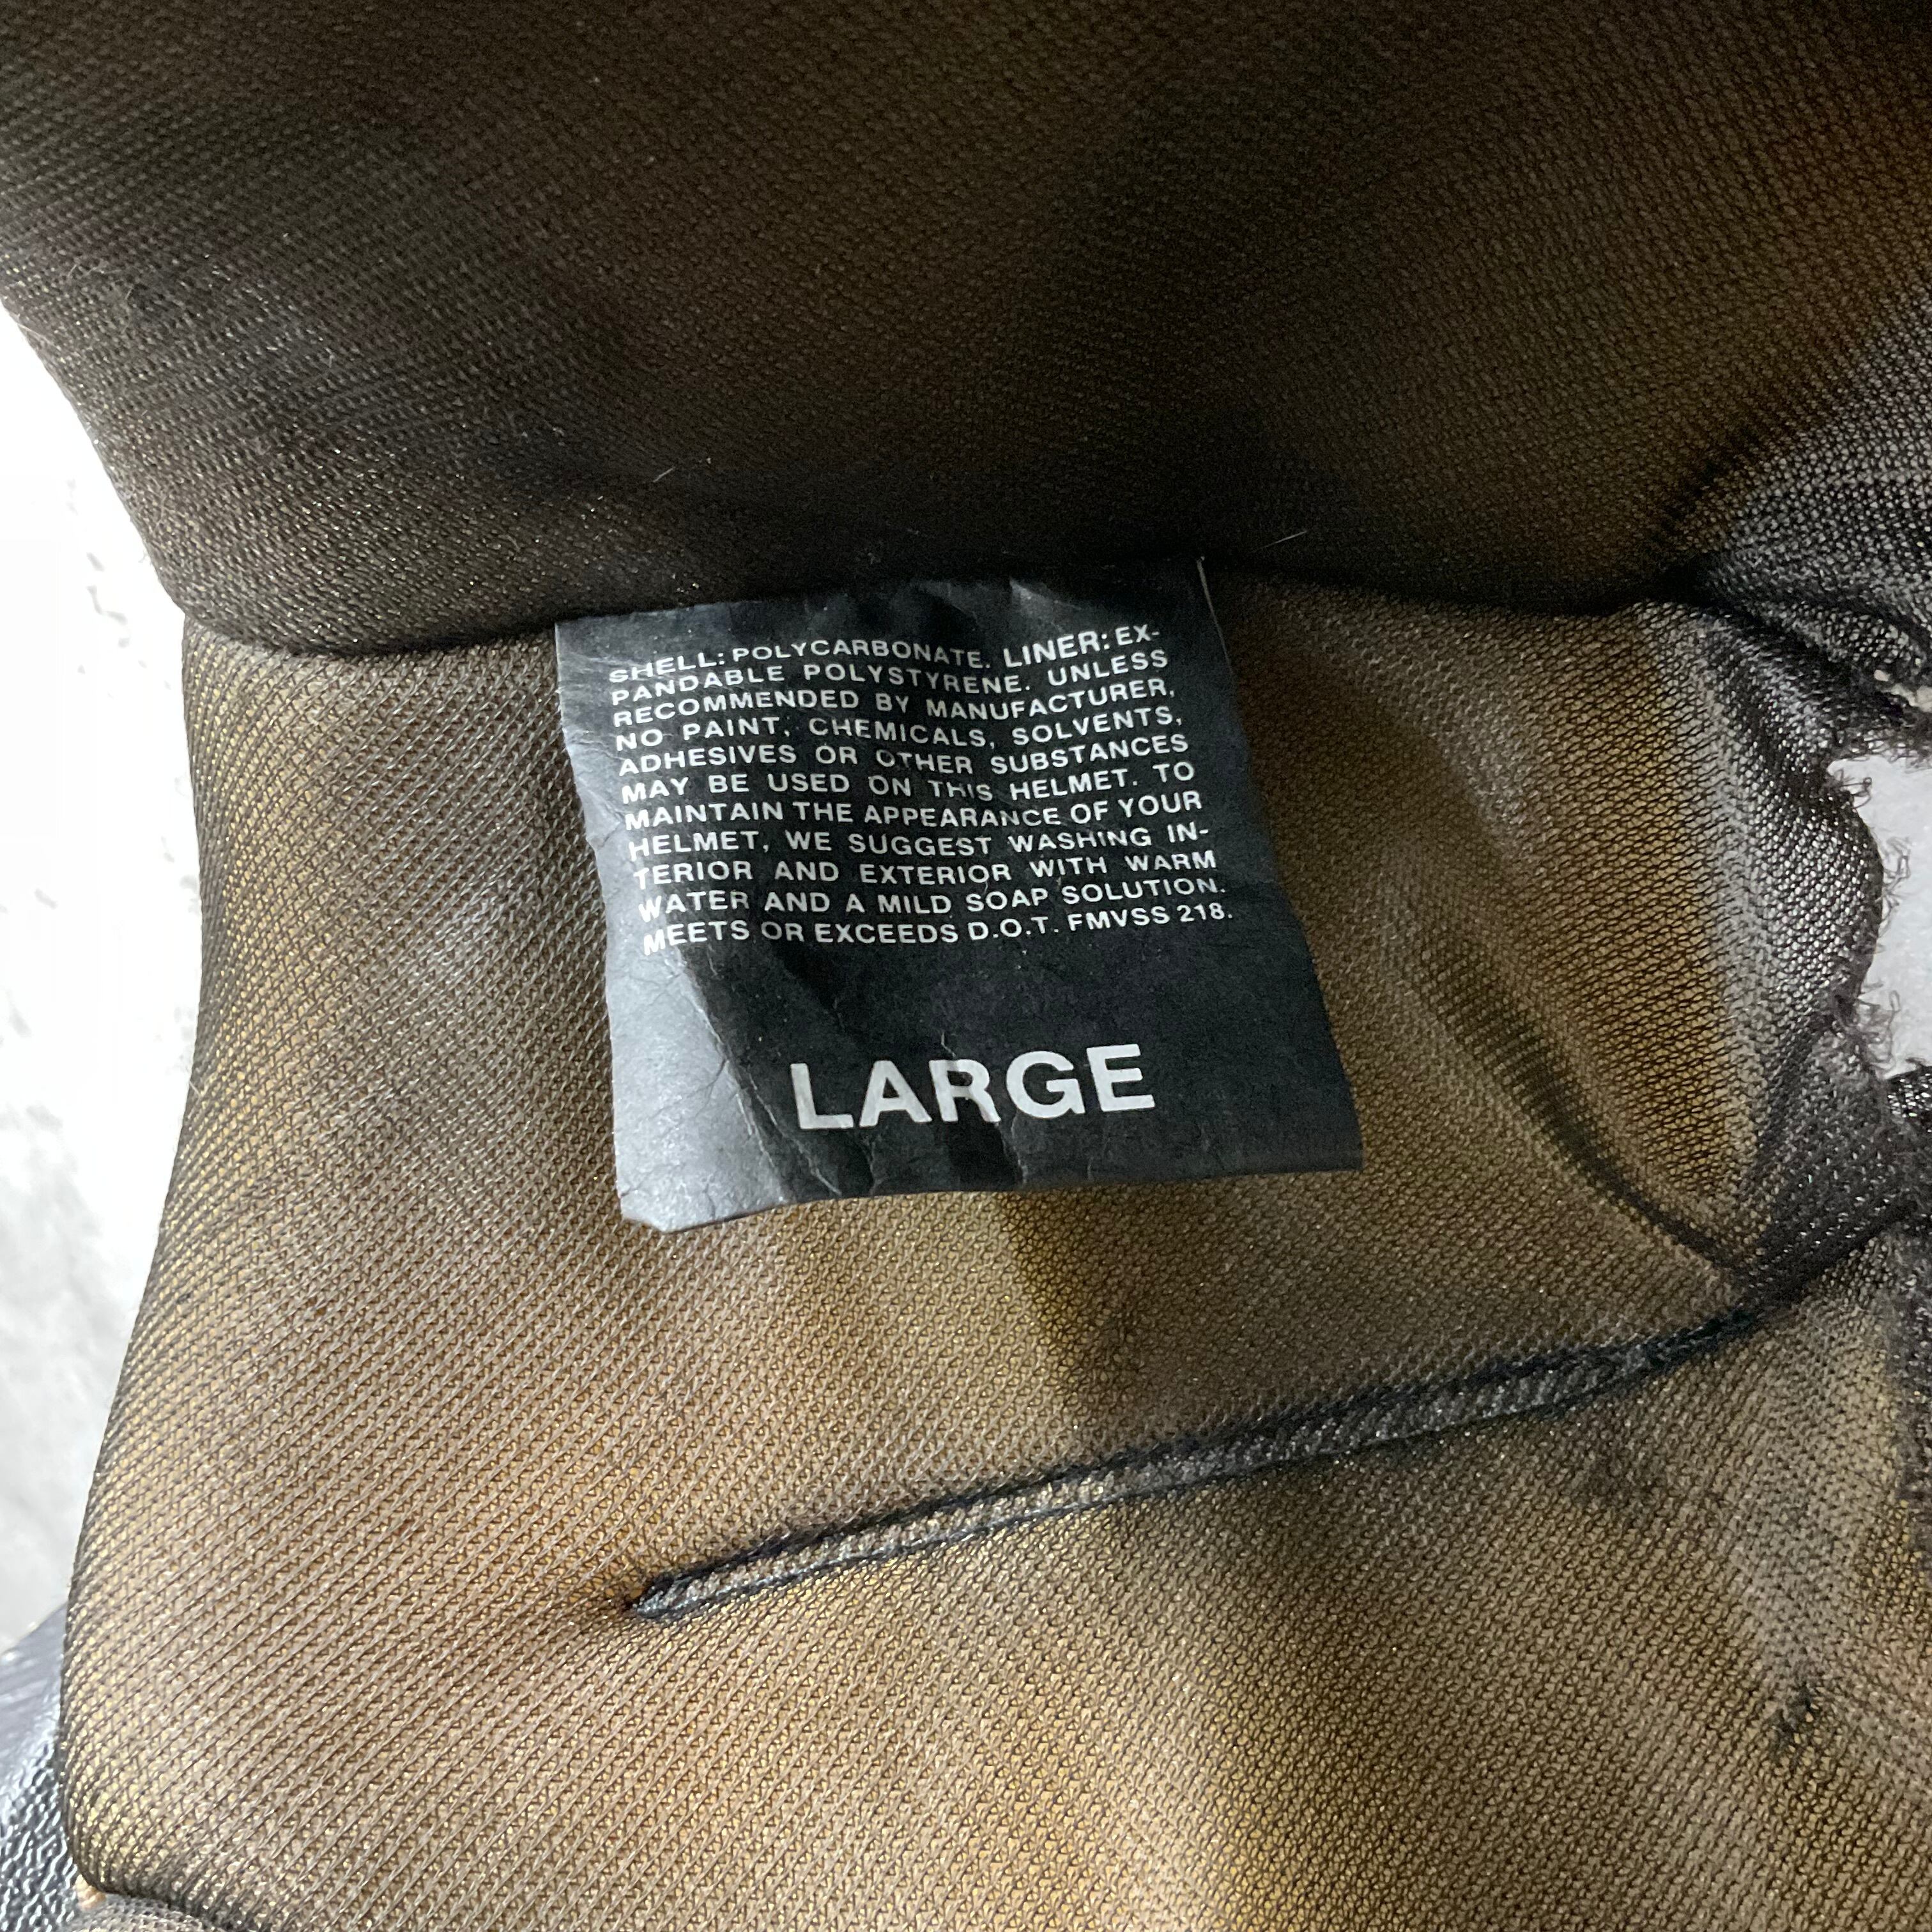 SHELL: POLYCARBONATE. LINER: EX-
PANDABLE POLYSTYRENE. UNLESS
RECOMMENDED BY MANUFACTURER,
NO PAINT, CHEMICALS, SOLVENTS,
ADHESIVES OR OTHER SUBSTANCES
MAY BE USED ON THIS HELMET. TO
MAINTAIN THE APPEARANCE OF YOUR
HELMET, WE SUGGEST WASHING IN-
TERIOR AND EXTERIOR WITH WARM
WATER AND A MILD SOAP SOLUTION.
MEETS OR EXCEEDS D.O.T. FMVSS 218.
LARGE